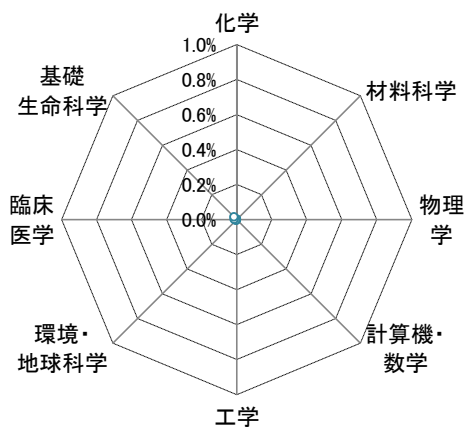 化学
1.0%
0.8%
0.6%
0.4%
0.2%
0.0%
材料科学
物理
学
計算機・
数学
工学
環境・
地球科学
臨床
医学
基礎
生命科学